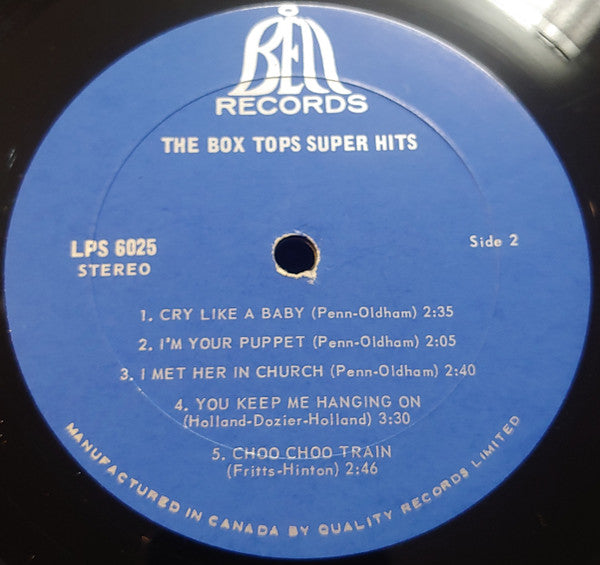 BELL
RECORDS
THE BOX TOPS SUPER HITS
LPS 6025
STEREO
Side 2
1. CRY LIKE A BABY (Penn-Oldham) 2:35
2. I'M YOUR PUPPET (Penn-Oldham) 2:05
3. I MET HER IN CHURCH (Penn-Oldham) 2:40
4. YOU KEEP ME HANGING ON
(Holland-Dozier-Holland) 3:30
5. CHOO CHOO TRAIN
(Fritts-Hinton) 2:46
MANUFACTURED IN CANADA BY QUALITY RECORDS LIMITED